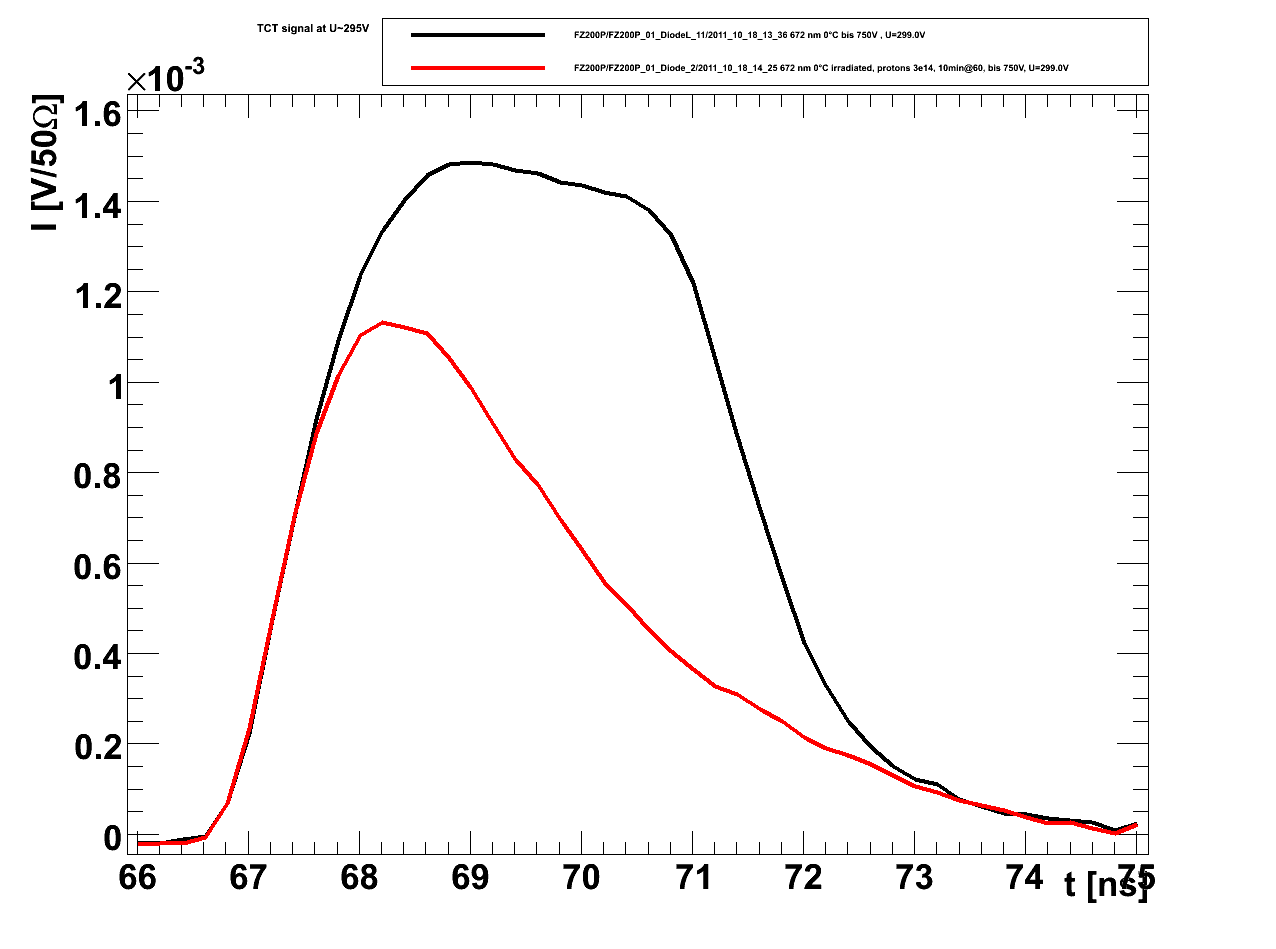 TCT signal at U~295V
FZ200P/FZ200P_01_DiodeL_11/2011_10_18_13_36 672 nm 0°C bis 750V , U=299.0V
FZ200P/FZ200P_01_Diode_2/2011_10_18_14_25 672 nm 0°C irradiated, protons 3e14, 10min@60, bis 750V, U=299.0V
×10⁻³
I [V/50Ω]
1.6
1.4
1.2
1
0.8
0.6
0.4
0.2
0
66 67 68 69 70 71 72 73 74 75
t [ns]